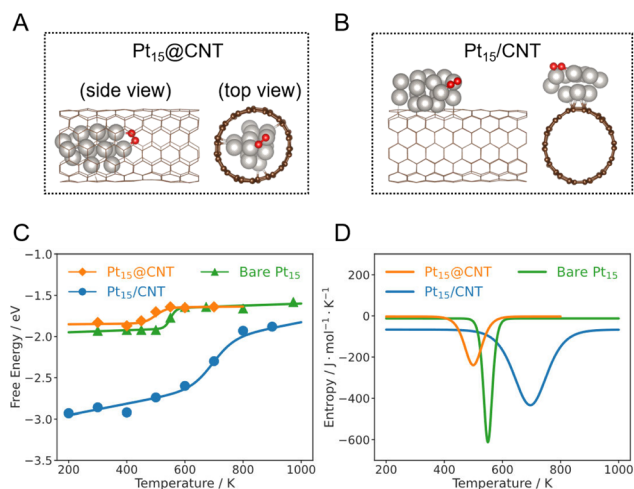 A
Pt₁₅@CNT
(side view) (top view)
B
Pt₁₅/CNT
C
Pt₁₅@CNT
Bare Pt₁₅
Pt₁₅/CNT
Free Energy / eV
−1.0
−1.5
−2.0
−2.5
−3.0
−3.5
200 400 600 800 1000
Temperature / K
D
Pt₁₅@CNT
Bare Pt₁₅
Pt₁₅/CNT
Entropy / J · mol⁻¹ · K⁻¹
200
0
−200
−400
−600
200 400 600 800 1000
Temperature / K